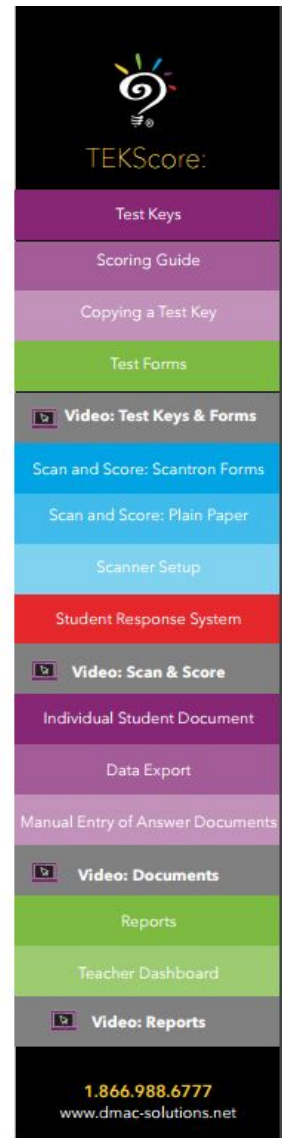 TEKScore:
Test Keys
Scoring Guide
Copying a Test Key
Test Forms
Video: Test Keys & Forms
Scan and Score: Scantron Forms
Scan and Score: Plain Paper
Scanner Setup
Student Response System
Video: Scan & Score
Individual Student Document
Data Export
Manual Entry of Answer Documents
Video: Documents
Reports
Teacher Dashboard
Video: Reports
1.866.988.6777
www.dmac-solutions.net